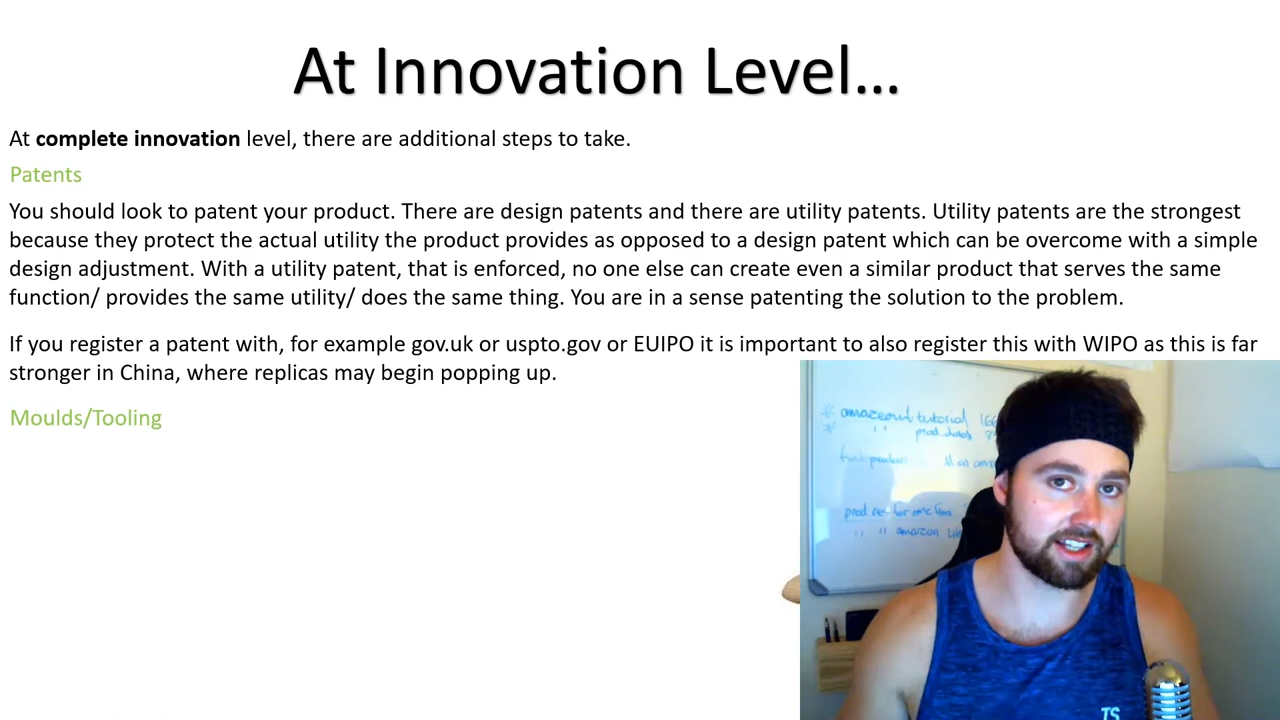 At Innovation Level...
At complete innovation level, there are additional steps to take.
Patents
You should look to patent your product. There are design patents and there are utility patents. Utility patents are the strongest
because they protect the actual utility the product provides as opposed to a design patent which can be overcome with a simple
design adjustment. With a utility patent, that is enforced, no one else can create even a similar product that serves the same
function/ provides the same utility/ does the same thing. You are in a sense patenting the solution to the problem.
If you register a patent with, for example gov.uk or uspto.gov or EUIPO it is important to also register this with WIPO as this is far
stronger in China, where replicas may begin popping up.
Moulds/Tooling
tutorial
prod
amazon
TS